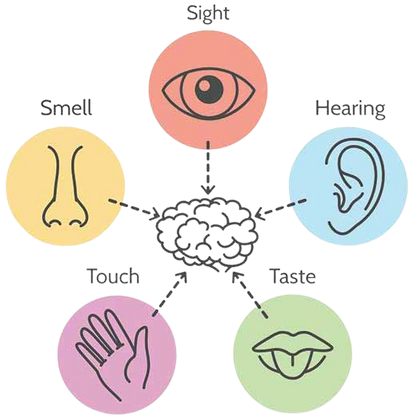 Sight
Smell
Hearing
Touch
Taste